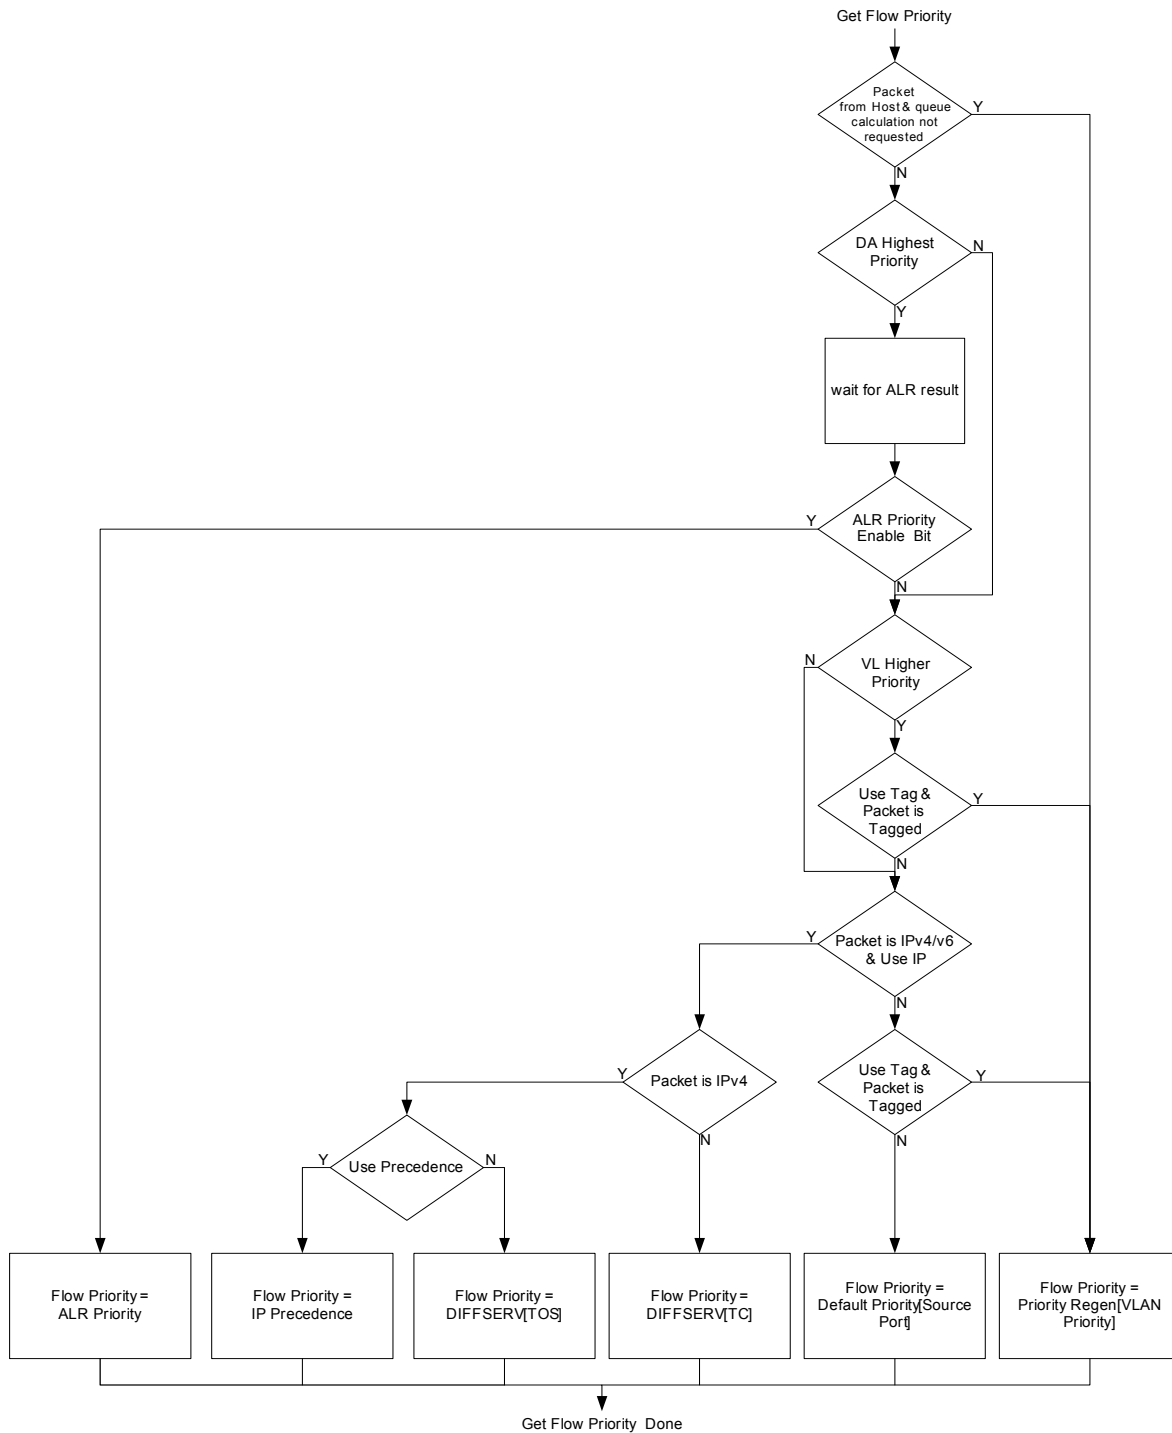 Get Flow Priority
Packet
from Host & queue
calculation not
requested
Y
N
DA Highest
Priority
N
Y
wait for ALR result
ALR Priority
Enable Bit
Y
N
VL Higher
Priority
N
Y
Use Tag &
Packet is
Tagged
Y
N
Packet is IPv4/v6
& Use IP
Y
N
Packet is IPv4
Y
N
Use Tag &
Packet is
Tagged
Y
N
Use Precedence
Y
N
Flow Priority =
ALR Priority
Flow Priority =
IP Precedence
Flow Priority =
DIFFSERV[TOS]
Flow Priority =
DIFFSERV[TC]
Flow Priority =
Default Priority[Source
Port]
Flow Priority =
Priority Regen[VLAN
Priority]
Get Flow Priority Done